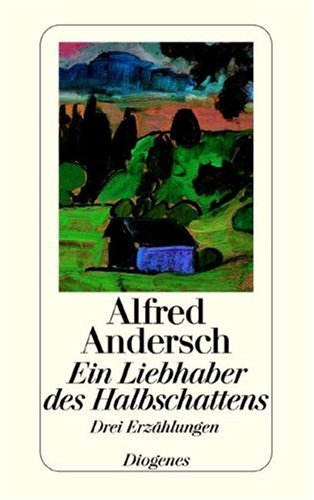 Alfred
Andersch
Ein Liebhaber
des Halbschattens
Drei Erzählungen
Diogenes